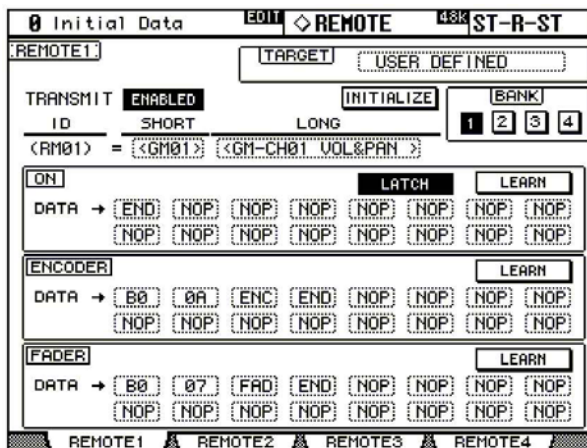 0 Initial Data EDIT ◇REMOTE 48k ST-R-ST
REMOTE1 TARGET USER DEFINED
TRANSMIT ENABLED INITIALIZE BANK
ID SHORT LONG 1 2 3 4
(RM01) = <GM01> <GM-CH01 VOL&PAN >
ON LATCH LEARN
DATA → END NOP NOP NOP NOP NOP NOP NOP
NOP NOP NOP NOP NOP NOP NOP NOP
ENCODER LEARN
DATA → B0 0A ENC END NOP NOP NOP NOP
NOP NOP NOP NOP NOP NOP NOP NOP
FADER LEARN
DATA → B0 07 FAD END NOP NOP NOP NOP
NOP NOP NOP NOP NOP NOP NOP NOP
REMOTE1 REMOTE2 REMOTE3 REMOTE4